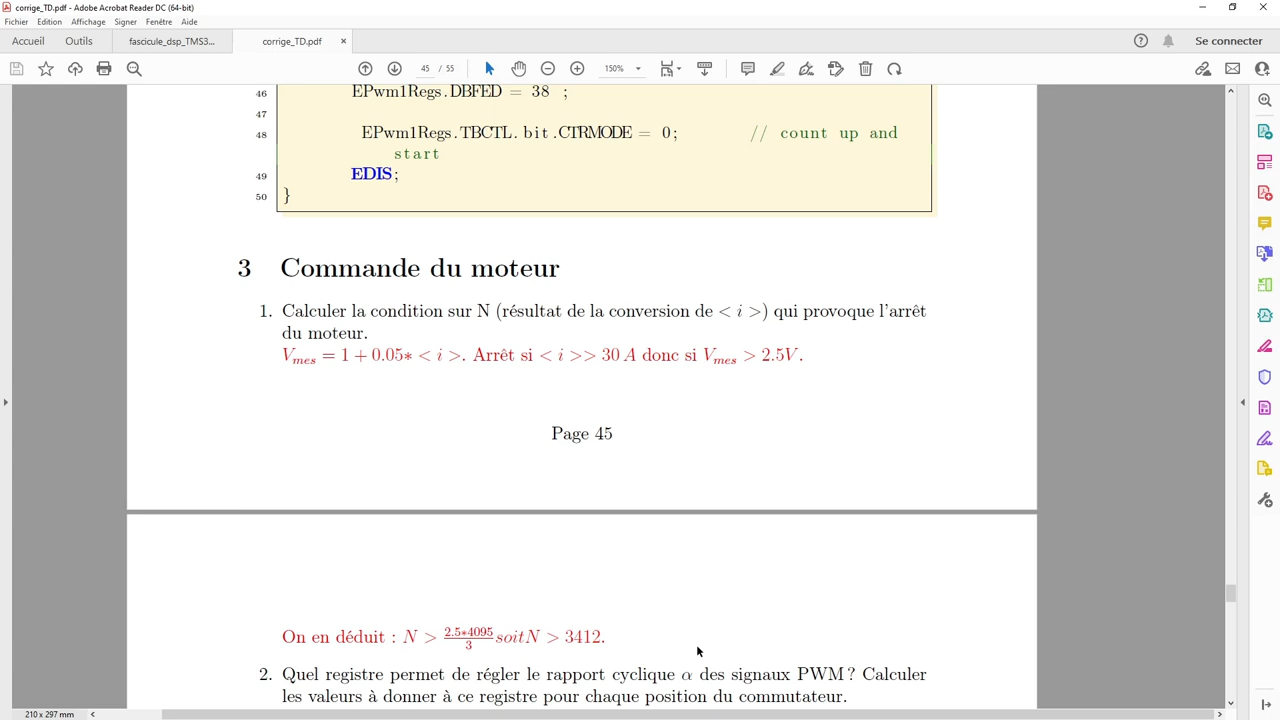 corrige_TD.pdf - Adobe Acrobat Reader DC (64-bit)
Fichier Edition Affichage Signer Fenêtre Aide
Accueil Outils fasciule_dsp_TMS3... corrige_TD.pdf × Se connecter
45 / 55 150%
46 EPwm1Regs.DBFED = 38 ;
47
48 EPwm1Regs.TBCTL.bit.CTRMODE = 0; // count up and
start
49 EDIS;
50 }
3 Commande du moteur
1. Calculer la condition sur N (résultat de la conversion de < i >) qui provoque l'arrêt
du moteur.
V_mes = 1 + 0.05* < i >. Arrêt si < i >> 30 A donc si V_mes > 2.5V.
Page 45
On en déduit : N > 2.5*4095/3 soitN > 3412.
2. Quel registre permet de régler le rapport cyclique α des signaux PWM ? Calculer
les valeurs à donner à ce registre pour chaque position du commutateur.
210 x 297 mm